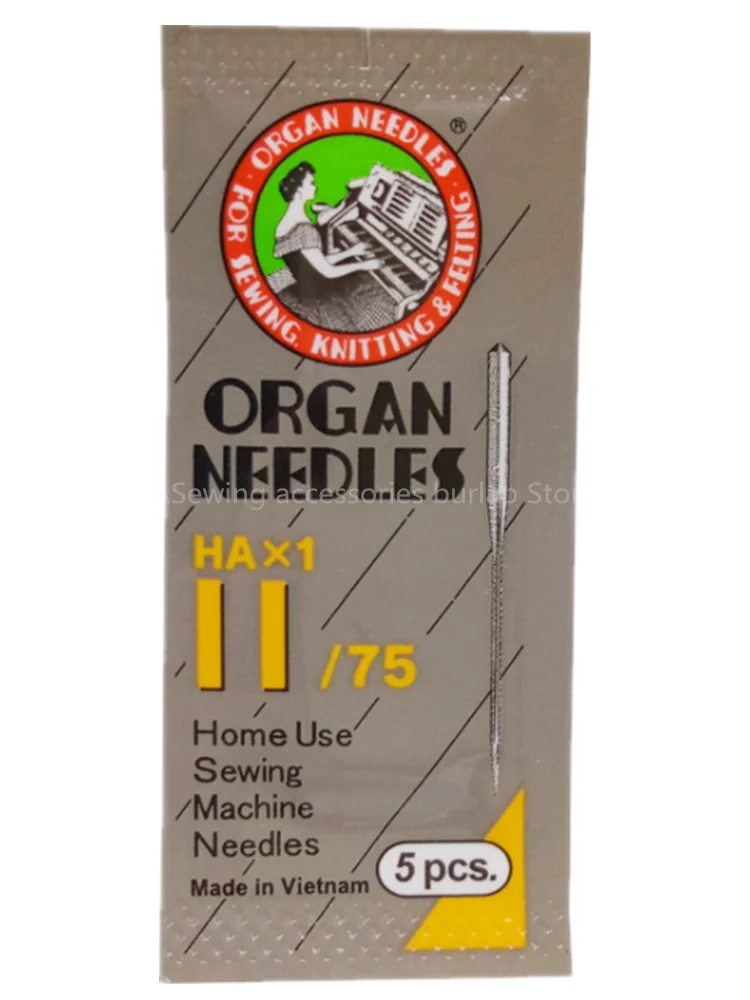 ORGAN NEEDLES ·
FOR SEWING, KNITTING & FELTING ·
®
ORGAN
NEEDLES
Sewing accessories burlap Sto
HA×1
11/75
Home Use
Sewing
Machine
Needles
Made in Vietnam
5 pcs.